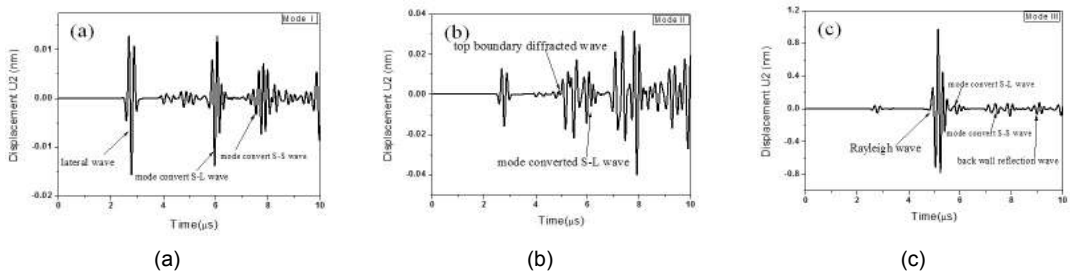 Mode I
(a)
0.01
0.00
-0.01
-0.02
Displacement U2 (nm)
lateral wave
mode convert S-L wave
mode convert S-S wave
0 2 4 6 8 10
Time(μs)
(a)
Mode II
(b)
0.04
0.02
0.00
-0.02
-0.04
Displacement U2 (nm)
top boundary diffracted wave
mode converted S-L wave
0 2 4 6 8 10
Time(μs)
(b)
Mode III
(c)
1.2
0.8
0.4
0.0
-0.4
-0.8
-1.2
Displacement U2 (nm)
Rayleigh wave
mode convert S-L wave
mode convert S-S wave
back wall reflection wave
0 2 4 6 8 10
Time(μs)
(c)